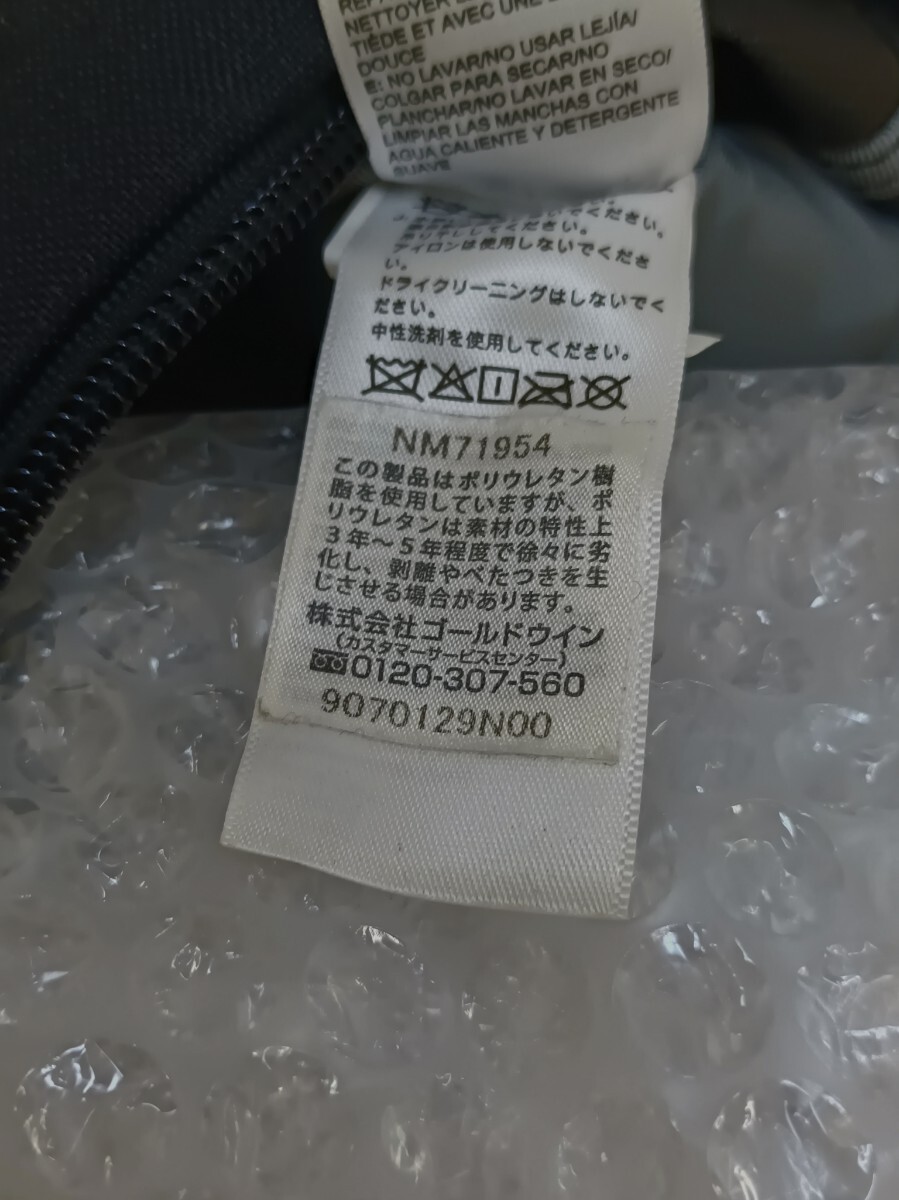 NETTOYER
TIÈDE ET AVEC UNE
DOUCE
E: NO LAVAR/NO USAR LEJÍA/
COLGAR PARA SECAR/NO
PLANCHAR/NO LAVAR EN SECO/
LIMPIAR LAS MANCHAS CON
AGUA CALIENTE Y DETERGENTE
SUAVE
でください。
アイロンは使用しないでくださ
い。
ドライクリーニングはしないでく
ださい。
中性洗剤を使用してください。
NM71954
この製品はポリウレタン樹
脂を使用していますが、ポ
リウレタンは素材の特性上
3年〜5年程度で徐々に劣
化し、剥離やべたつきを生
じさせる場合があります。
株式会社ゴールドウイン
(カスタマーサービスセンター)
0120-307-560
9070129N00